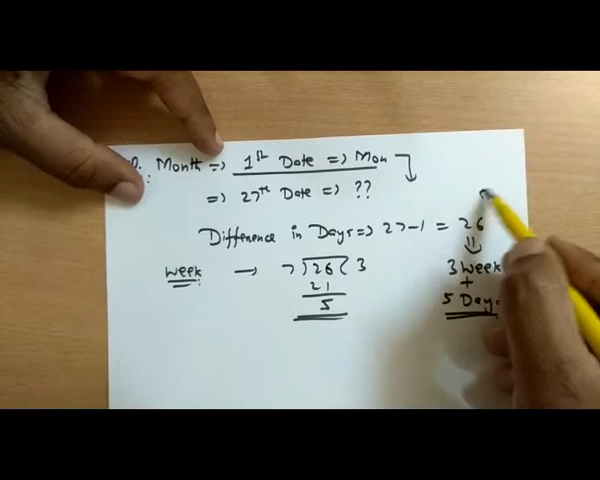 Month => 1st Date => Mon
=> 27th Date => ??
Difference in Days => 27-1 = 26
Week → 7)26(3
21
5
3 Week
+
5 Days